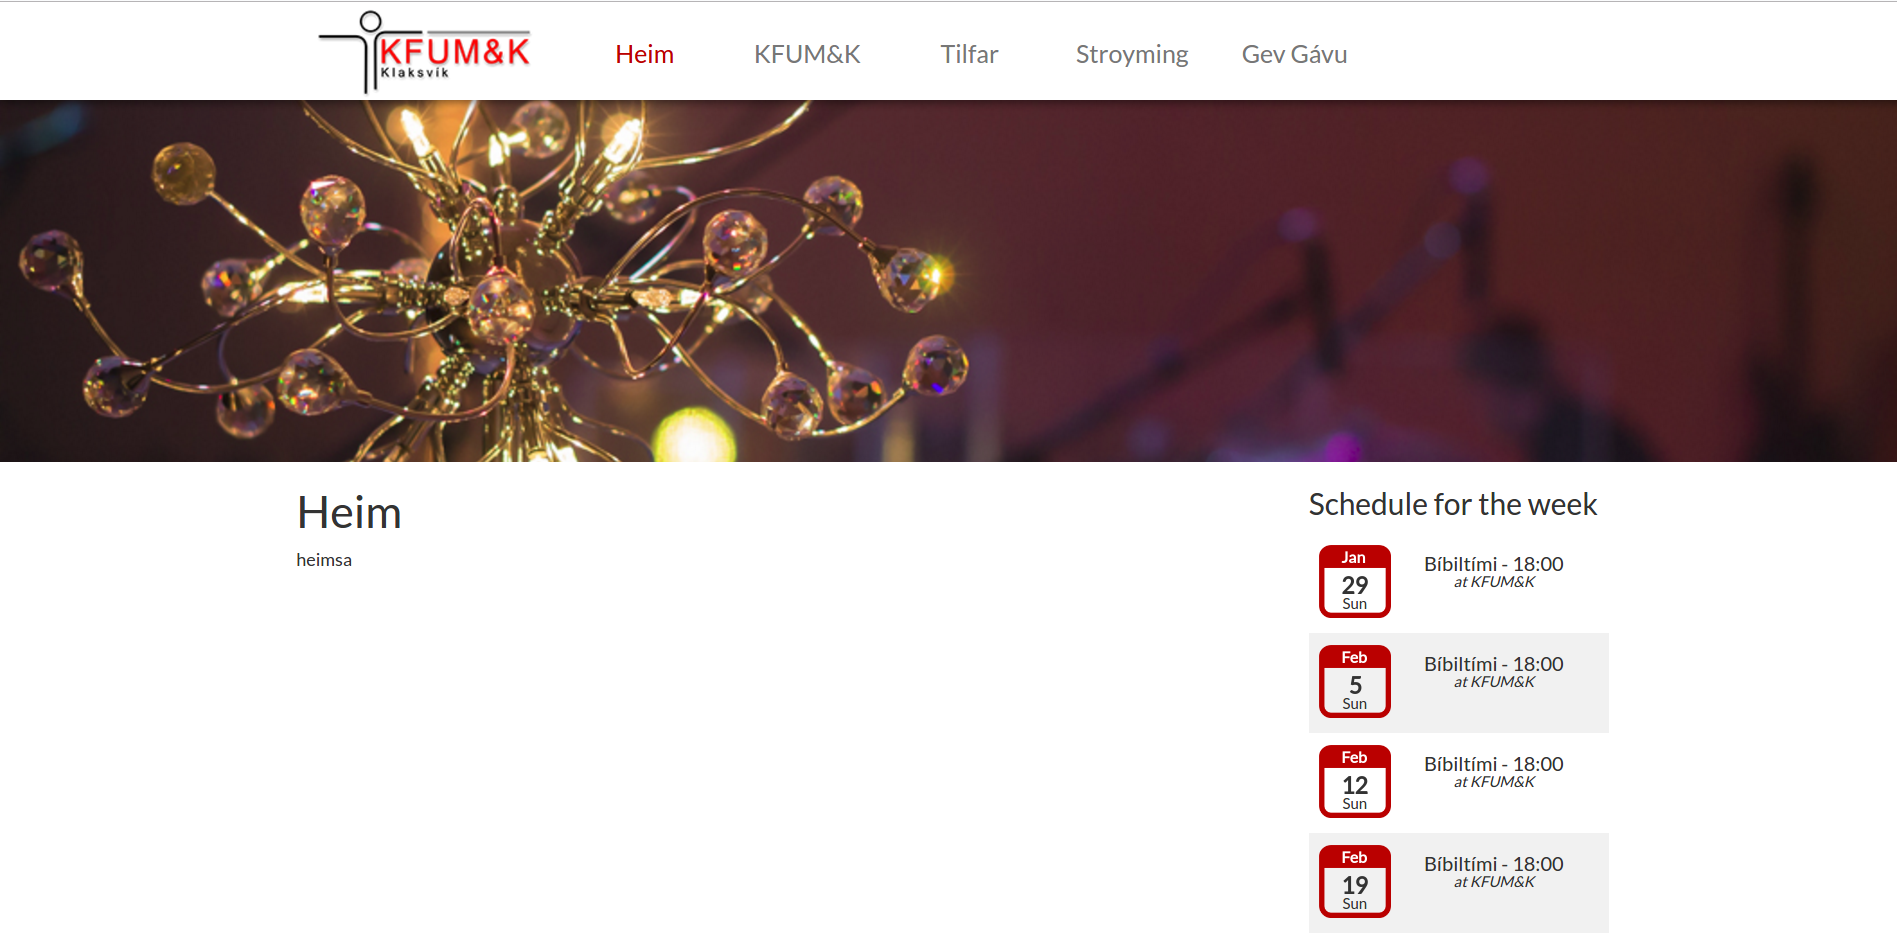 KFUM&K
Klaksvík
Heim
KFUM&K
Tilfar
Stroyming
Gev Gávu
Heim
heimsa
Schedule for the week
Jan
29
Sun
Bíbiltími - 18:00
at KFUM&K
Feb
5
Sun
Bíbiltími - 18:00
at KFUM&K
Feb
12
Sun
Bíbiltími - 18:00
at KFUM&K
Feb
19
Sun
Bíbiltími - 18:00
at KFUM&K